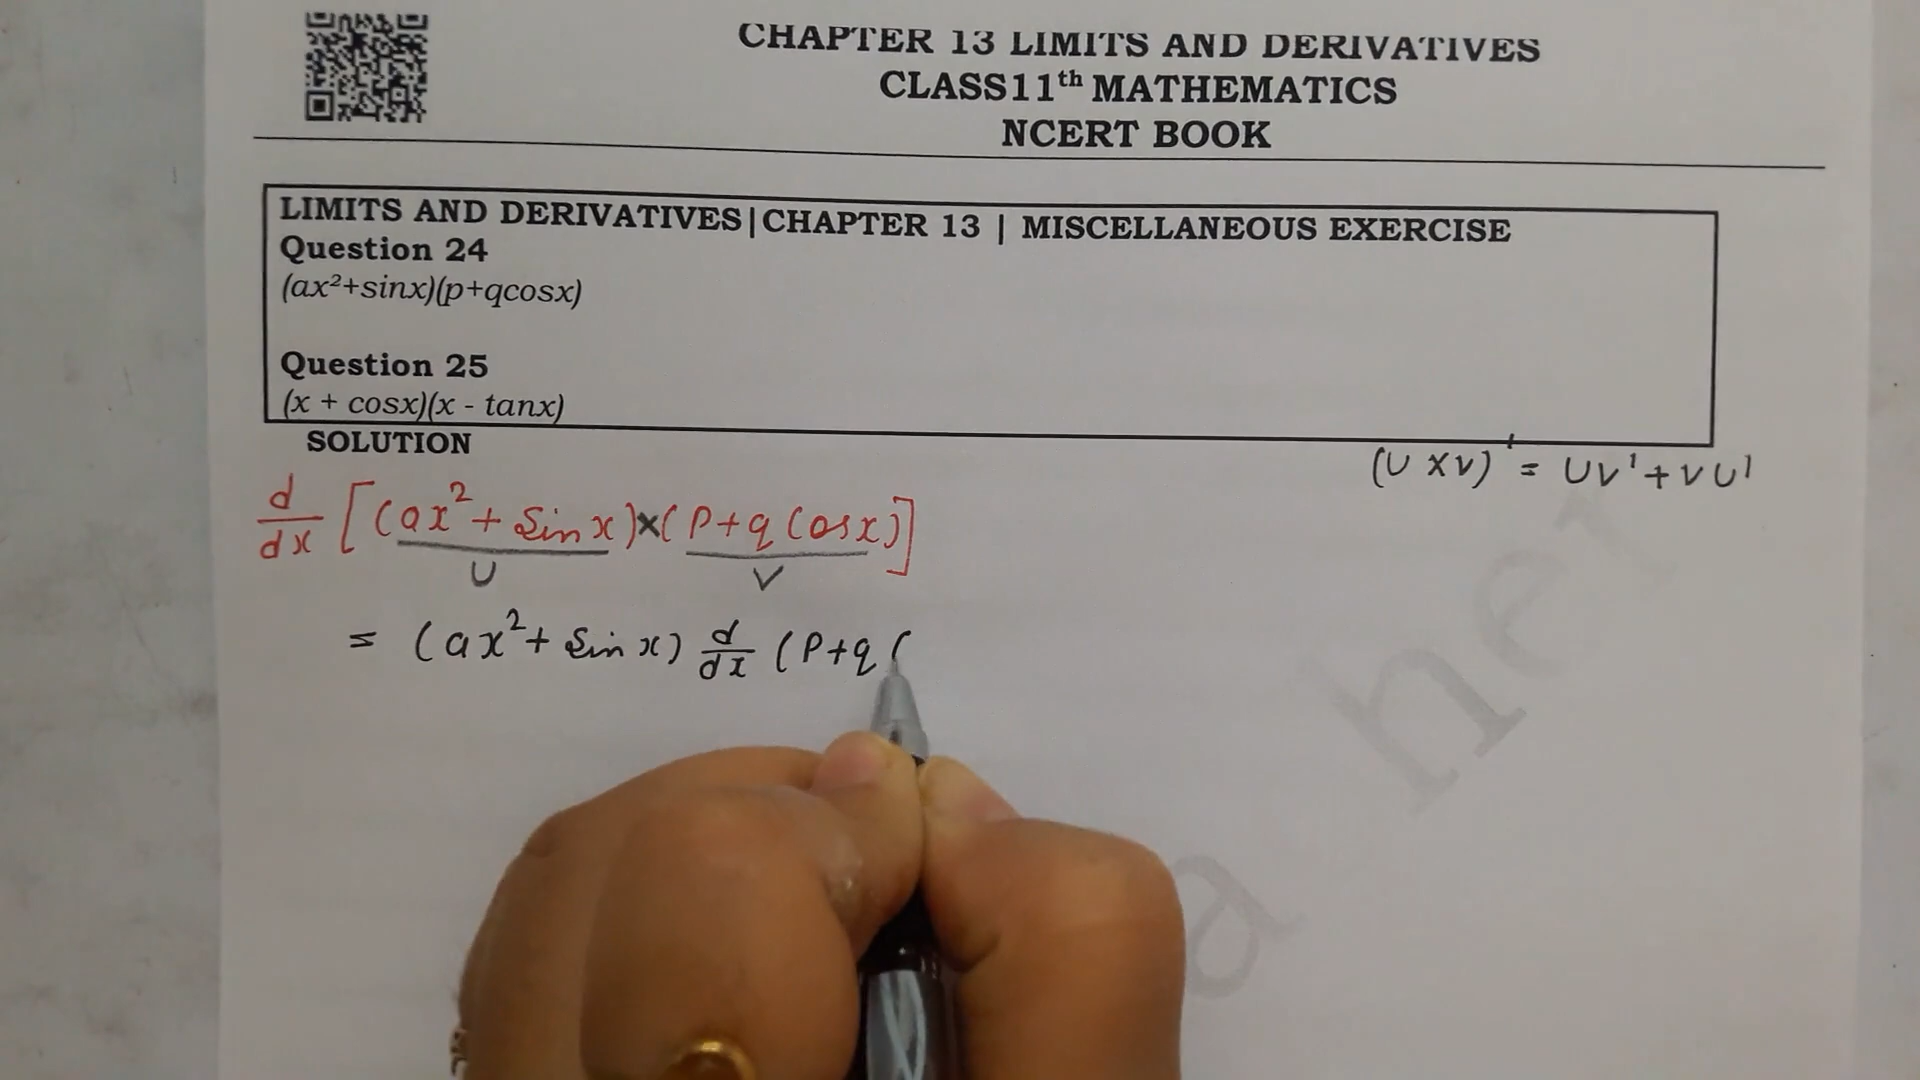 CHAPTER 13 LIMITS AND DERIVATIVES
CLASS11th MATHEMATICS
NCERT BOOK
LIMITS AND DERIVATIVES|CHAPTER 13 | MISCELLANEOUS EXERCISE
Question 24
(ax²+sinx)(p+qcosx)
Question 25
(x + cosx)(x - tanx)
SOLUTION
(U × V)' = UV' + VU'
d/dx [(ax² + Sin x) × (P + q Cos x)]
U V
= (ax² + Sin x) d/dx (P + q (